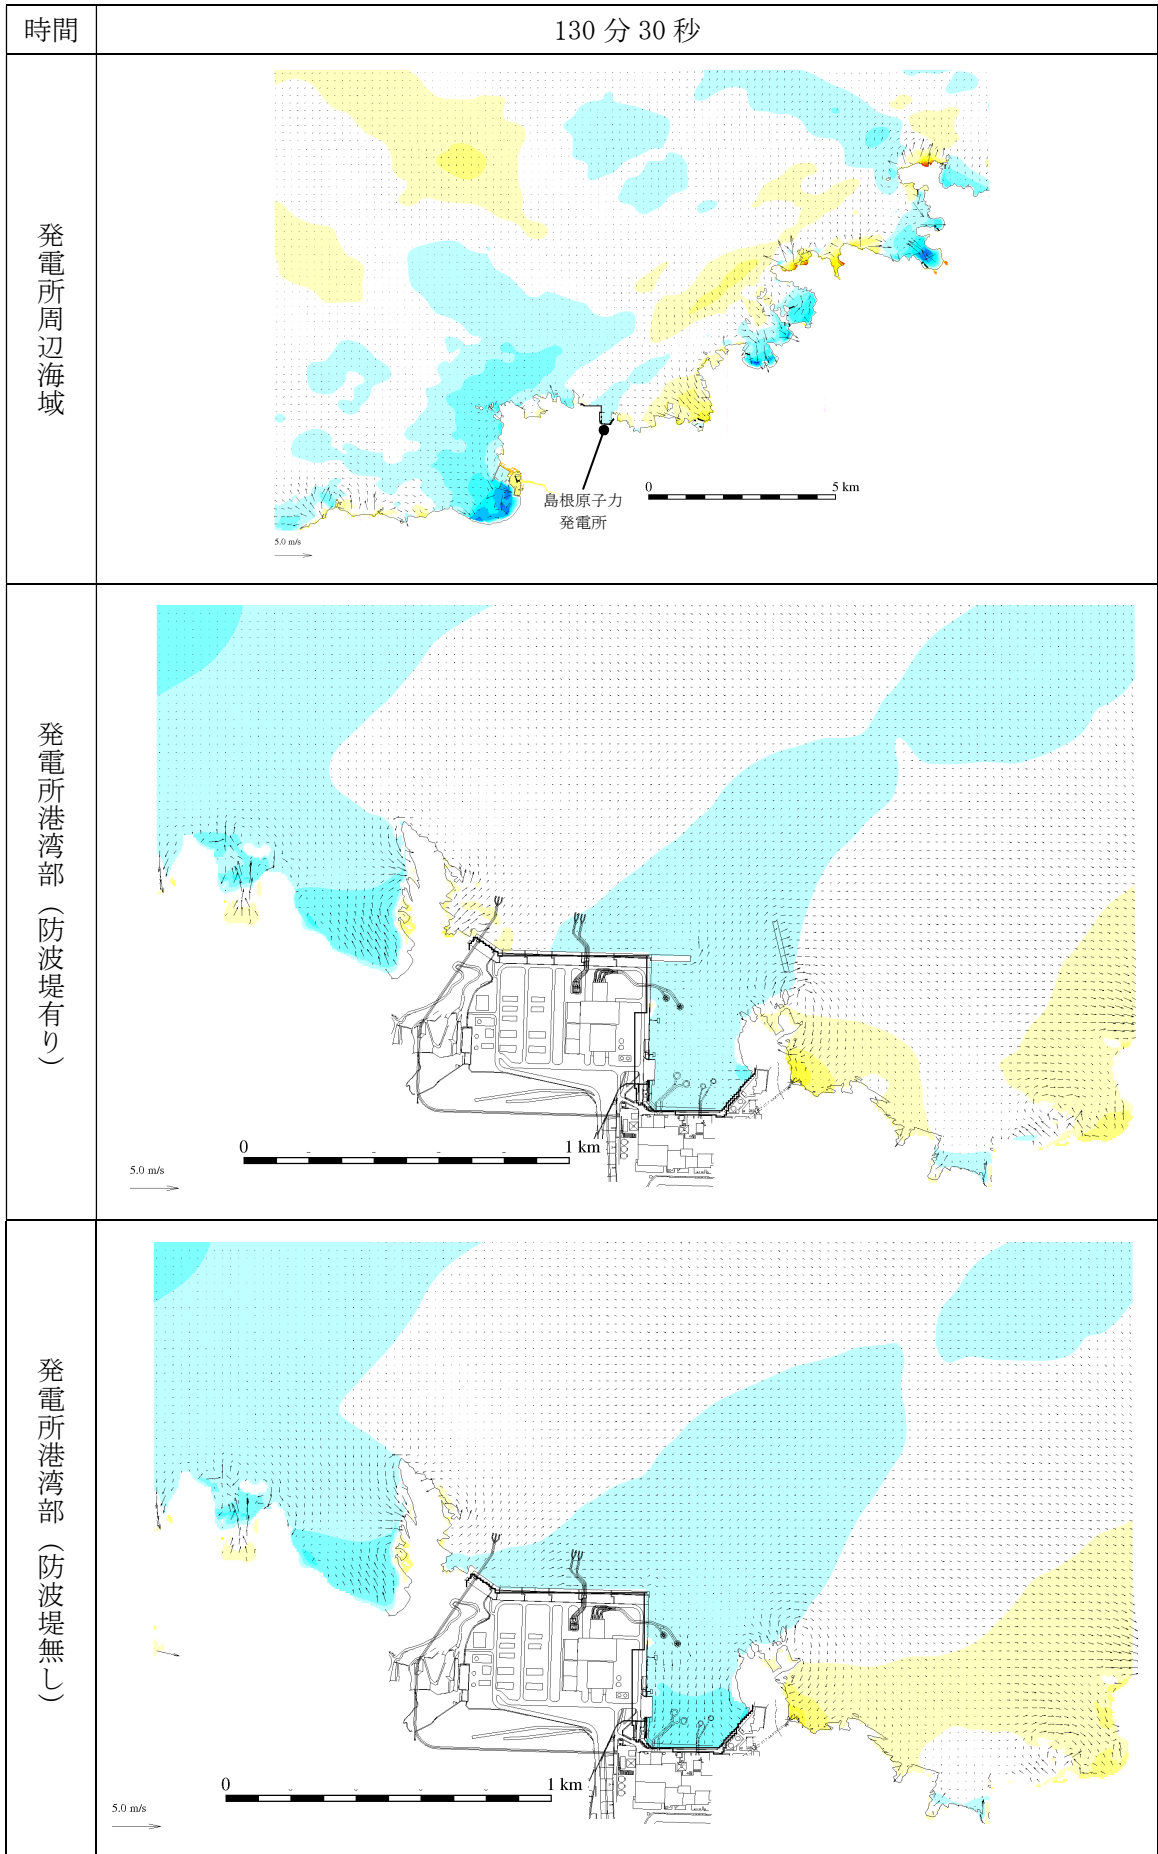 時間
130 分 30 秒
発電所周辺海域
島根原子力
発電所
0
5 km
5.0 m/s
発電所港湾部（防波堤有り）
0
1 km
5.0 m/s
発電所港湾部（防波堤無し）
0
1 km
5.0 m/s